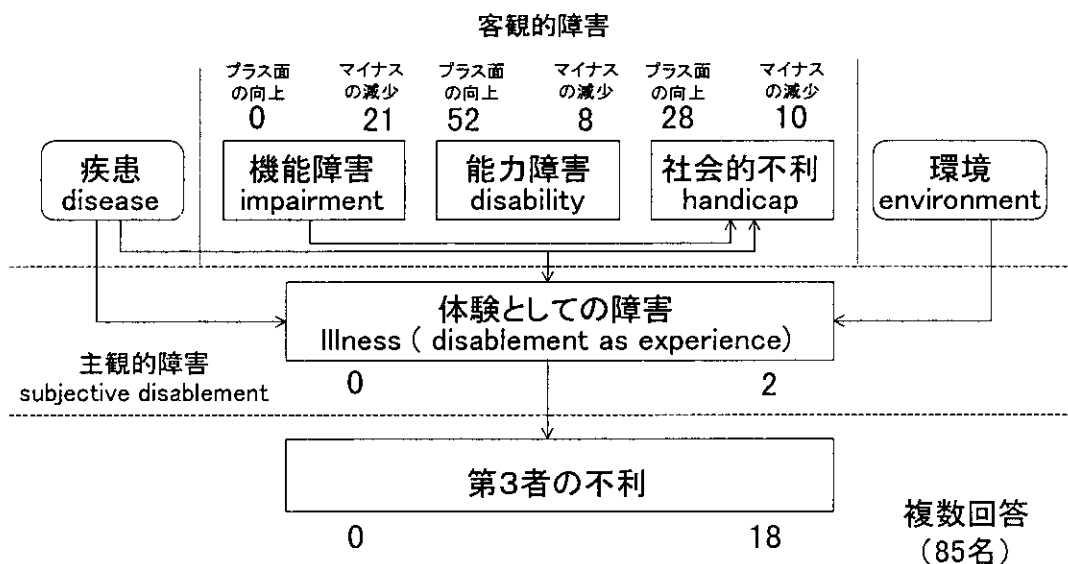 客観的障害
プラス面
の向上
0
マイナス
の減少
21
プラス面
の向上
52
マイナス
の減少
8
プラス面
の向上
28
マイナス
の減少
10
疾患
disease
機能障害
impairment
能力障害
disability
社会的不利
handicap
環境
environment
体験としての障害
Illness ( disablement as experience)
主観的障害
subjective disablement
0
2
第3者の不利
0
18
複数回答
(85名)